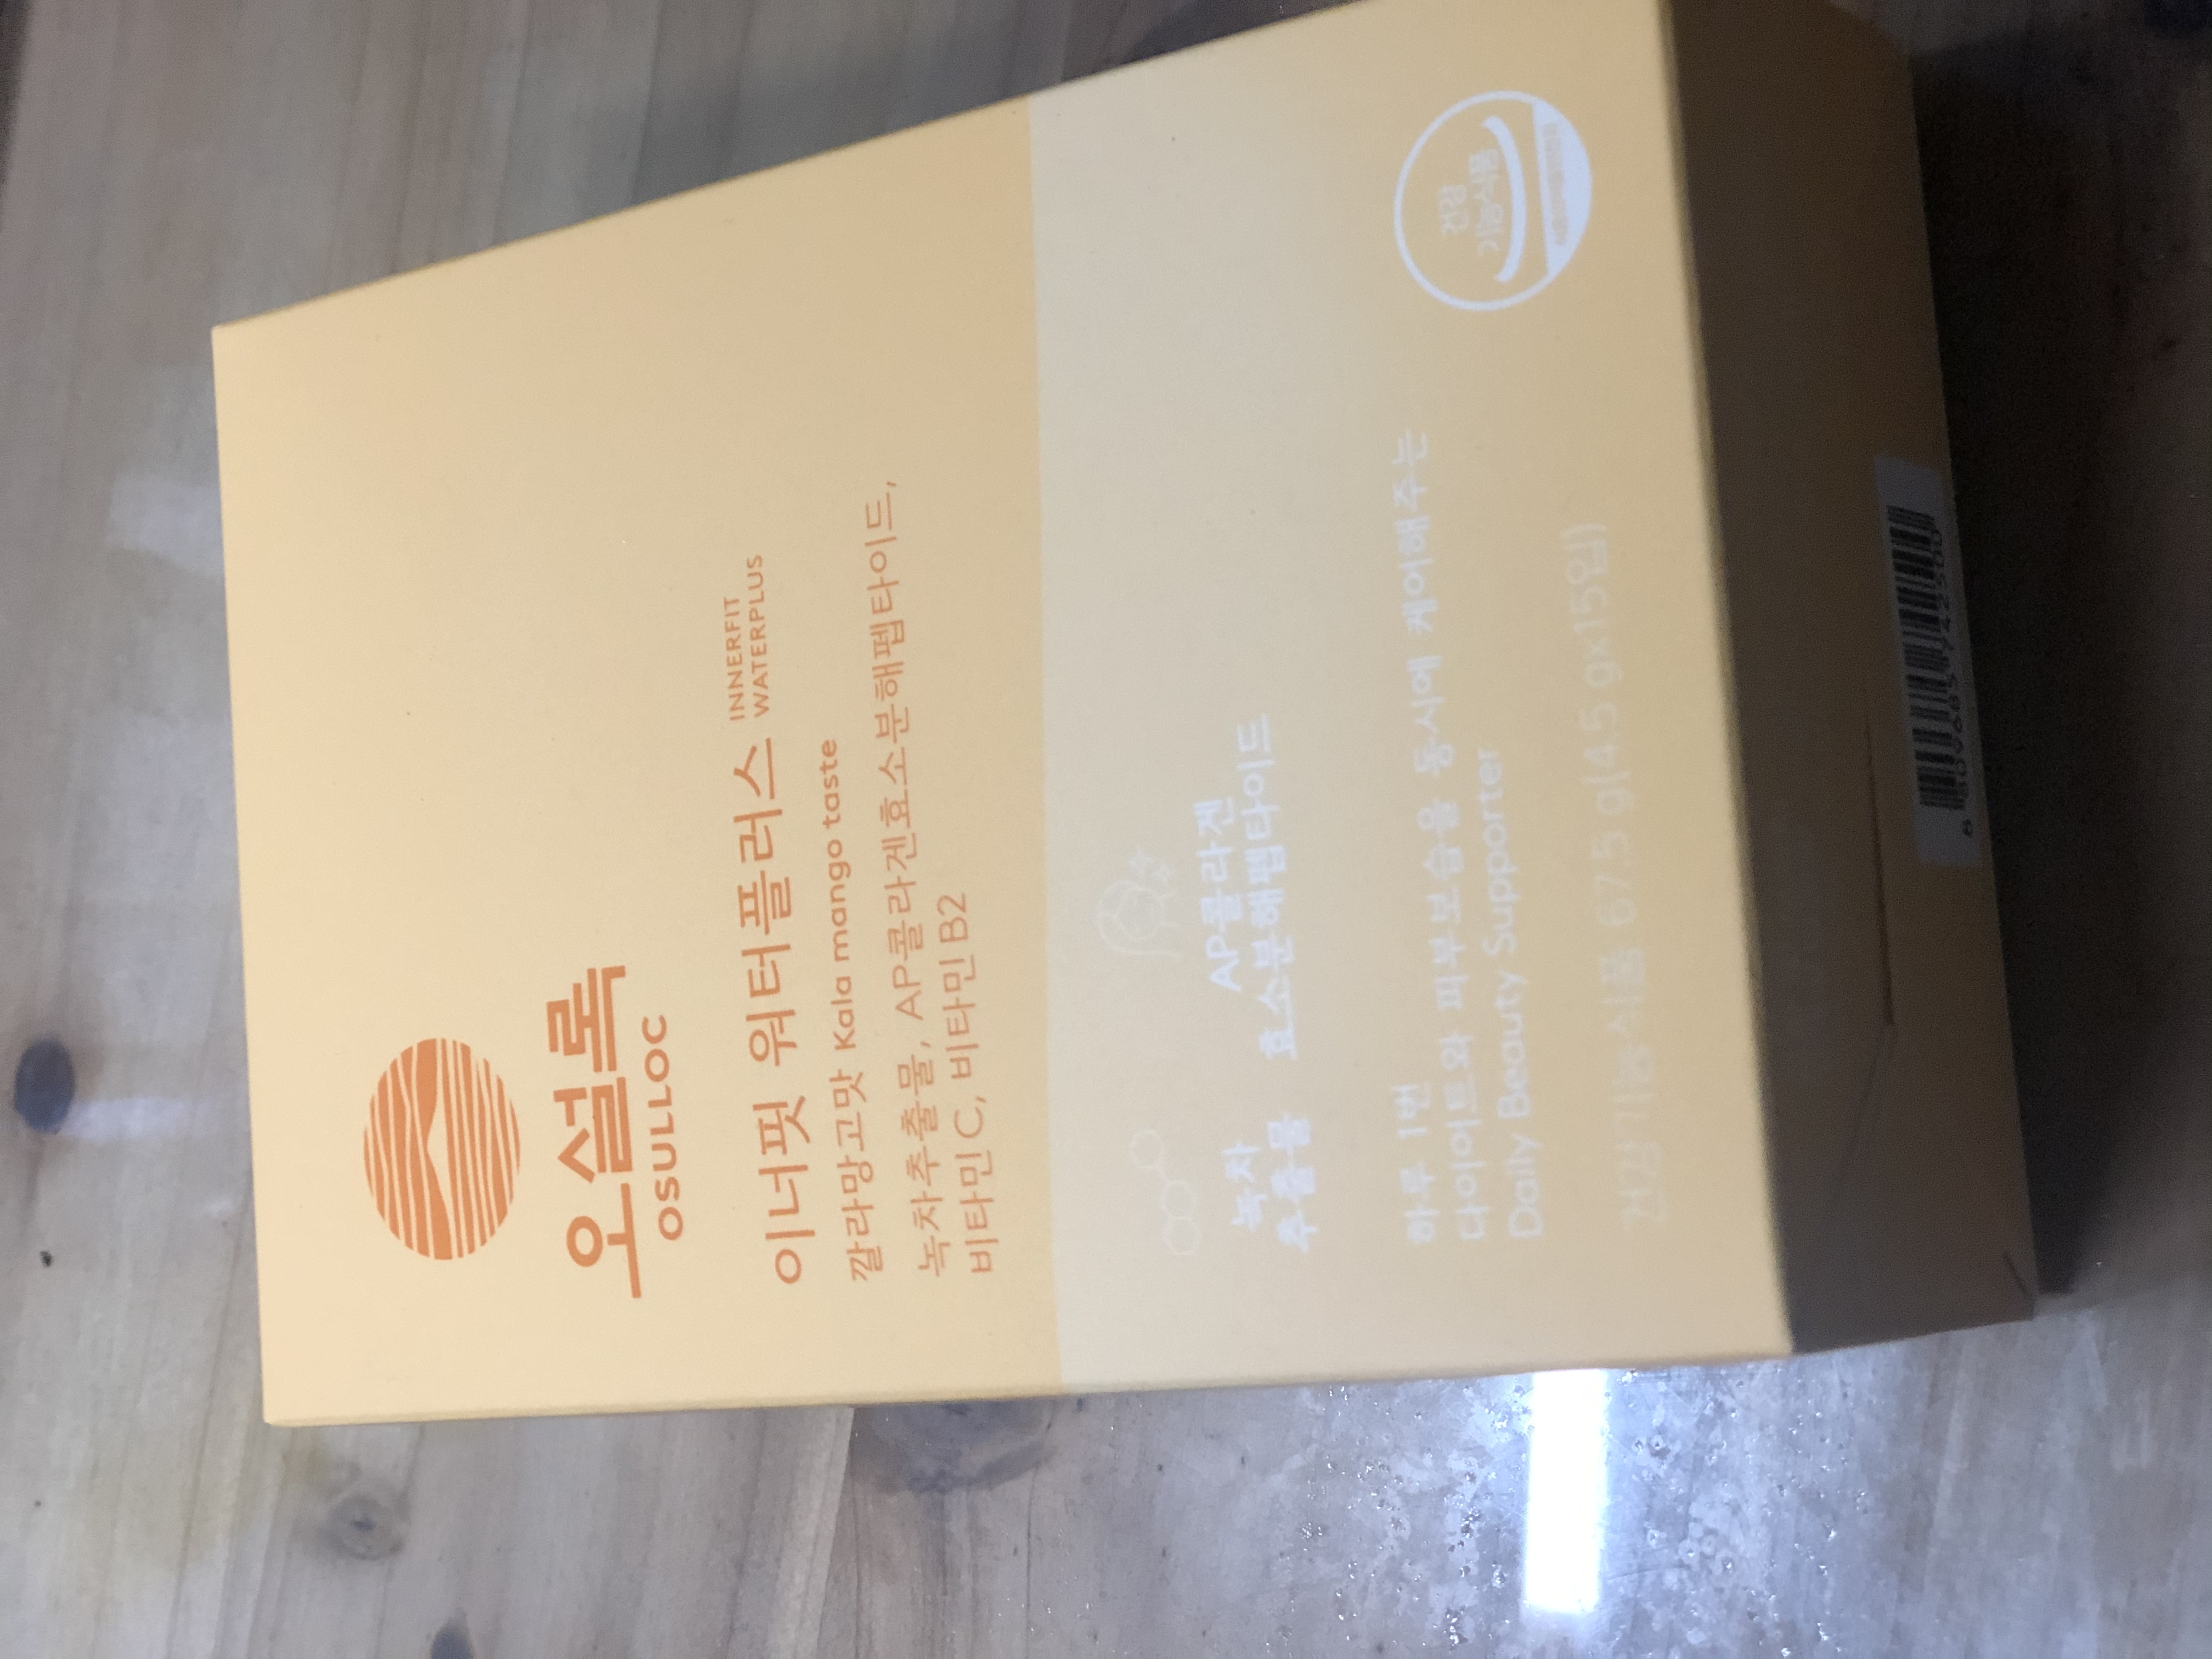 오설록
OSULLOC
이너핏 워터플러스 INNERFIT
WATERPLUS
깔라망고맛 Kala mango taste
녹차추출물, AP콜라겐효소분해펩타이드,
비타민C, 비타민B2
녹차
추출물
AP콜라겐
효소분해펩타이드
하루 1번
다이어트와 피부보습을 동시에 케어해주는
Daily Beauty Supporter
건강기능식품 67.5 g(4.5 gx15입)
건강
기능식품